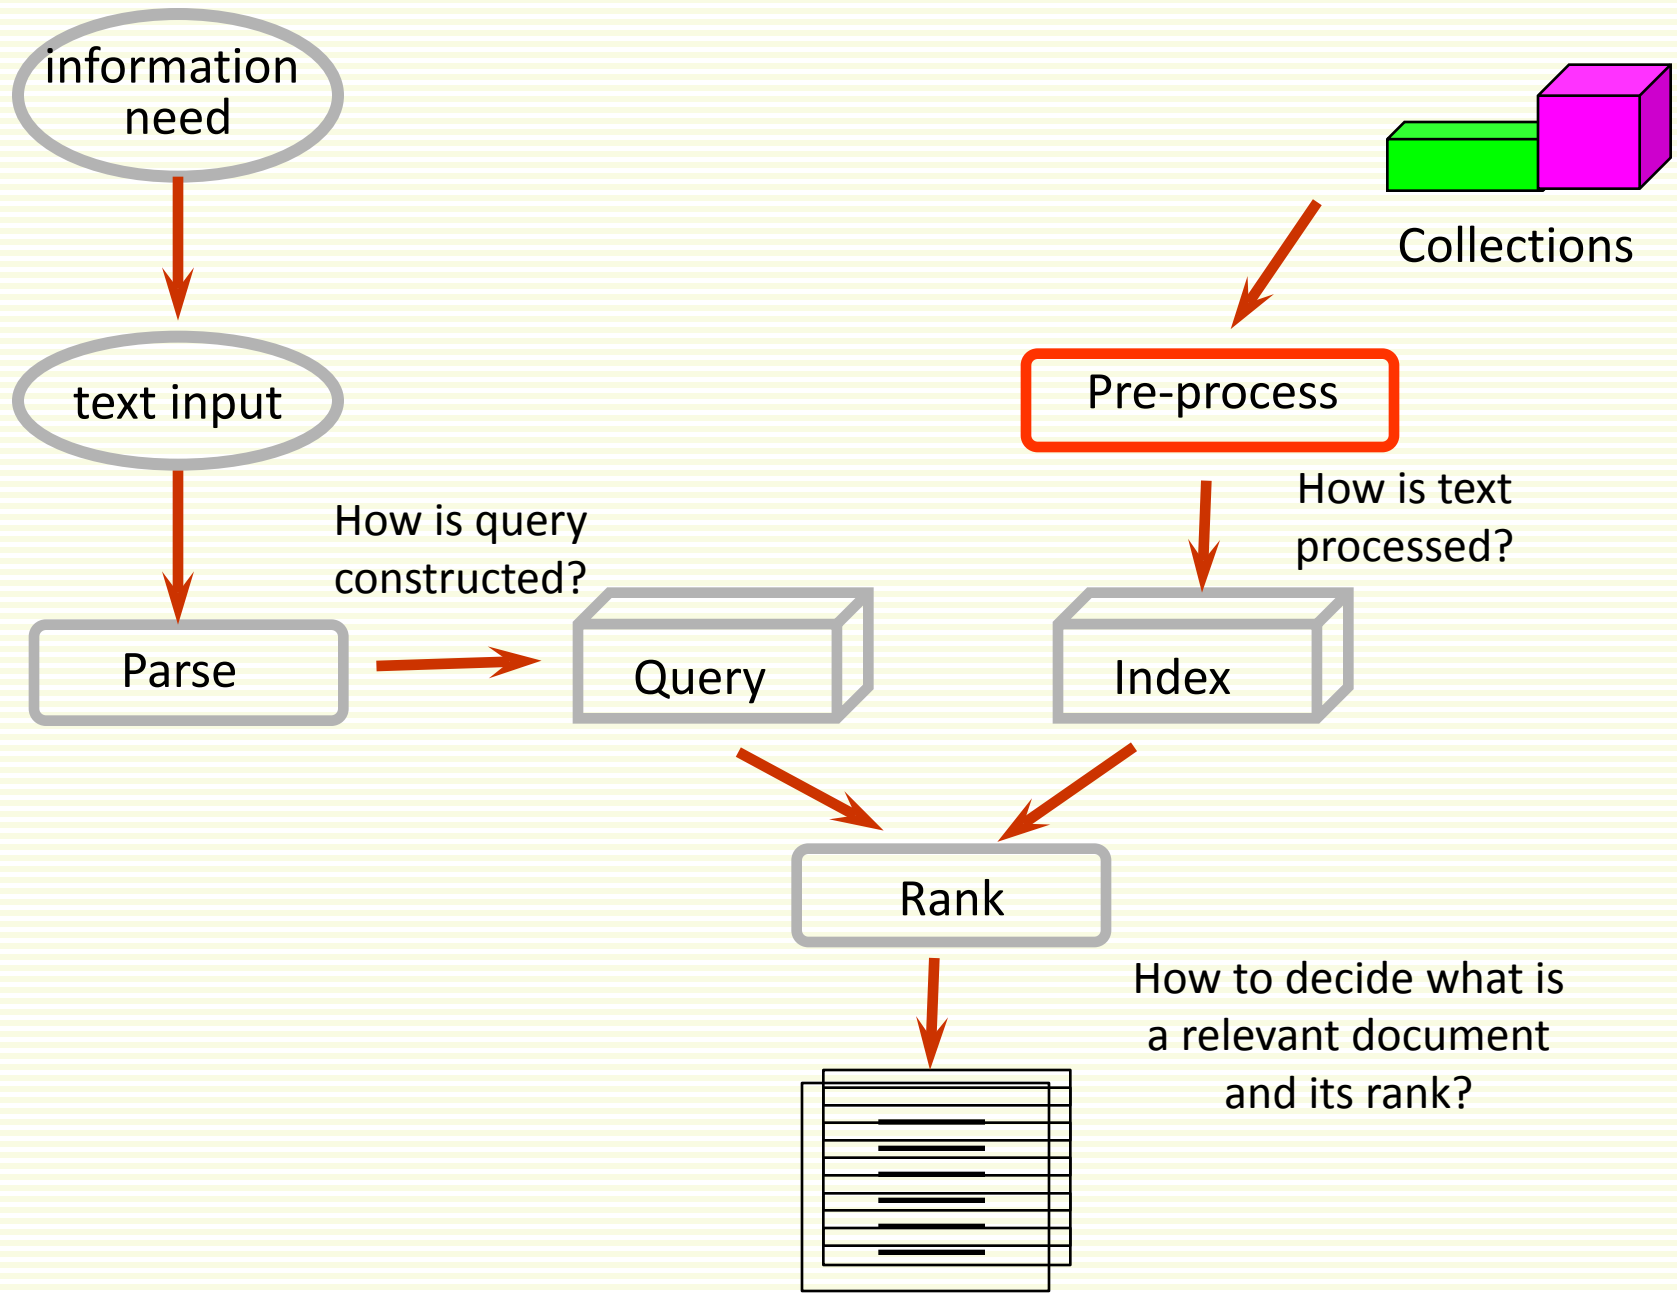 information
need
Collections
text input
Pre-process
How is text
processed?
How is query
constructed?
Parse
Query
Index
Rank
How to decide what is
a relevant document
and its rank?